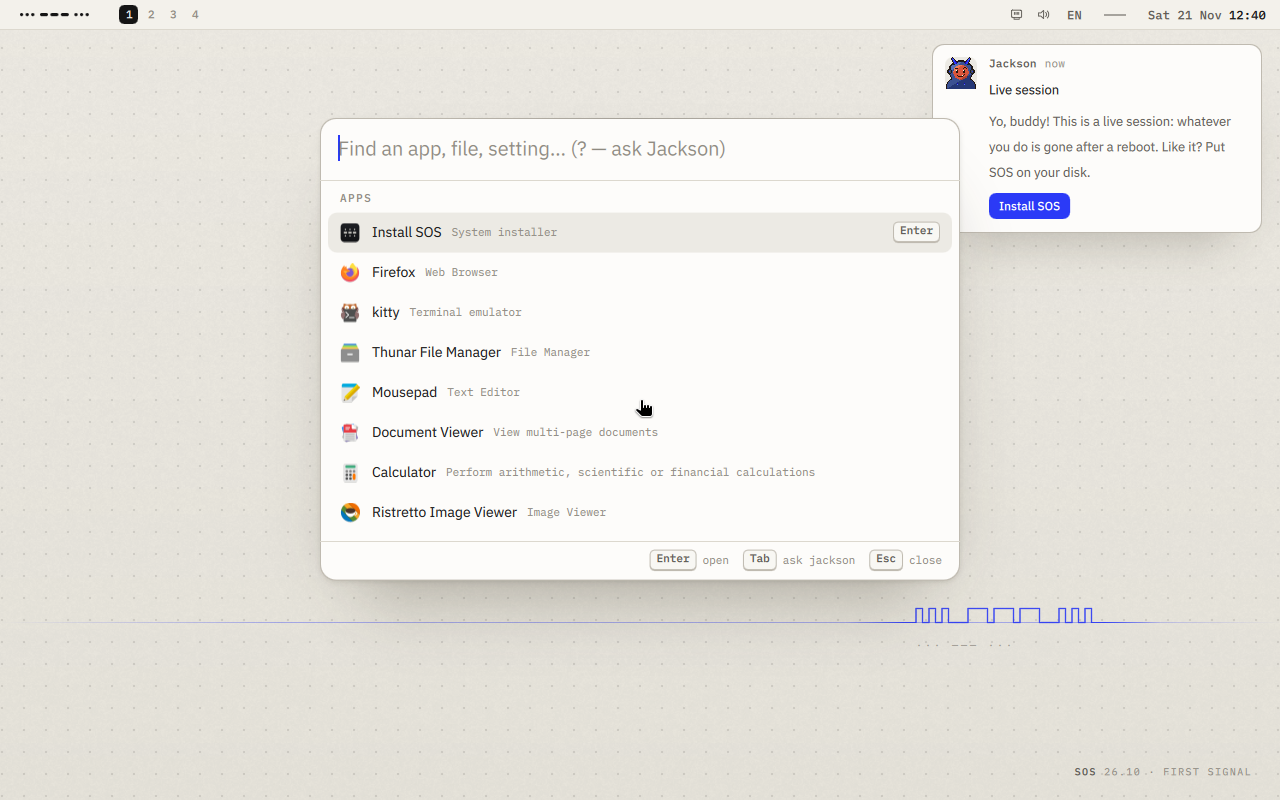 1 2 3 4
EN
Sat 21 Nov 12:40
Jackson now
Live session
Yo, buddy! This is a live session: whatever
you do is gone after a reboot. Like it? Put
SOS on your disk.
Install SOS
Find an app, file, setting... (? — ask Jackson)
APPS
Install SOS System installer Enter
Firefox Web Browser
kitty Terminal emulator
Thunar File Manager File Manager
Mousepad Text Editor
Document Viewer View multi-page documents
Calculator Perform arithmetic, scientific or financial calculations
Ristretto Image Viewer Image Viewer
Enter open Tab ask jackson Esc close
... --- ...
SOS 26.10 · FIRST SIGNAL